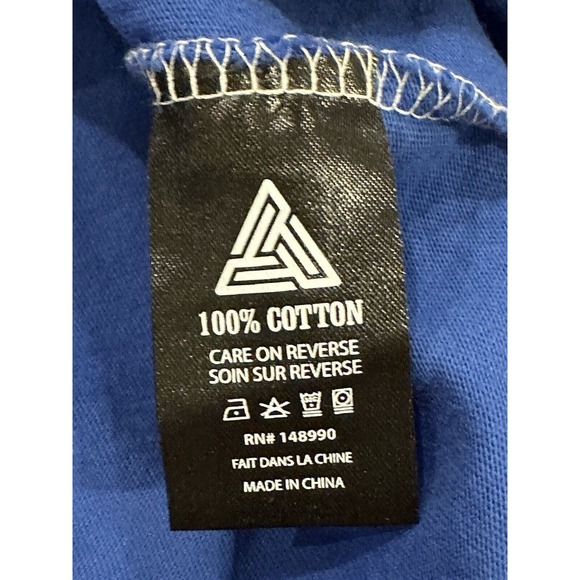 100% COTTON
CARE ON REVERSE
SOIN SUR REVERSE
RN# 148990
FAIT DANS LA CHINE
MADE IN CHINA